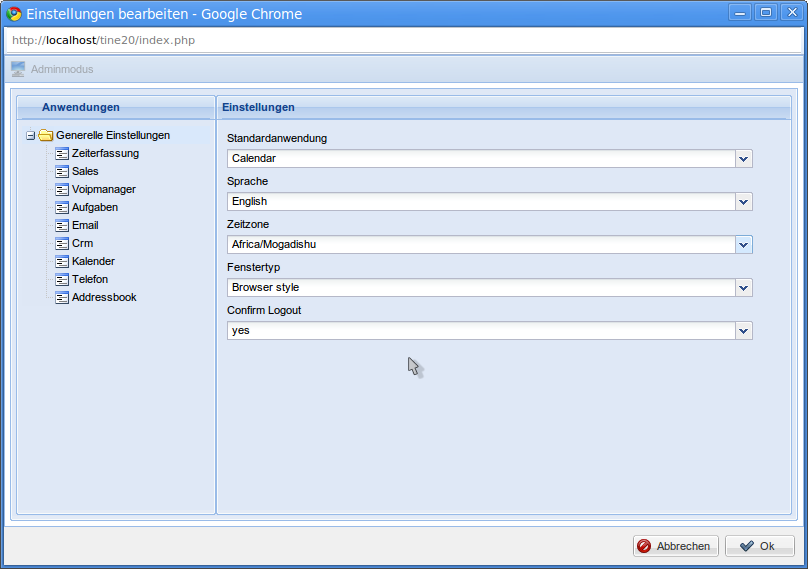 Einstellungen bearbeiten - Google Chrome
http://localhost/tine20/index.php
Adminmodus
Anwendungen
Generelle Einstellungen
Zeiterfassung
Sales
Voipmanager
Aufgaben
Email
Crm
Kalender
Telefon
Addressbook
Einstellungen
Standardanwendung
Calendar
Sprache
English
Zeitzone
Africa/Mogadishu
Fenstertyp
Browser style
Confirm Logout
yes
Abbrechen
Ok